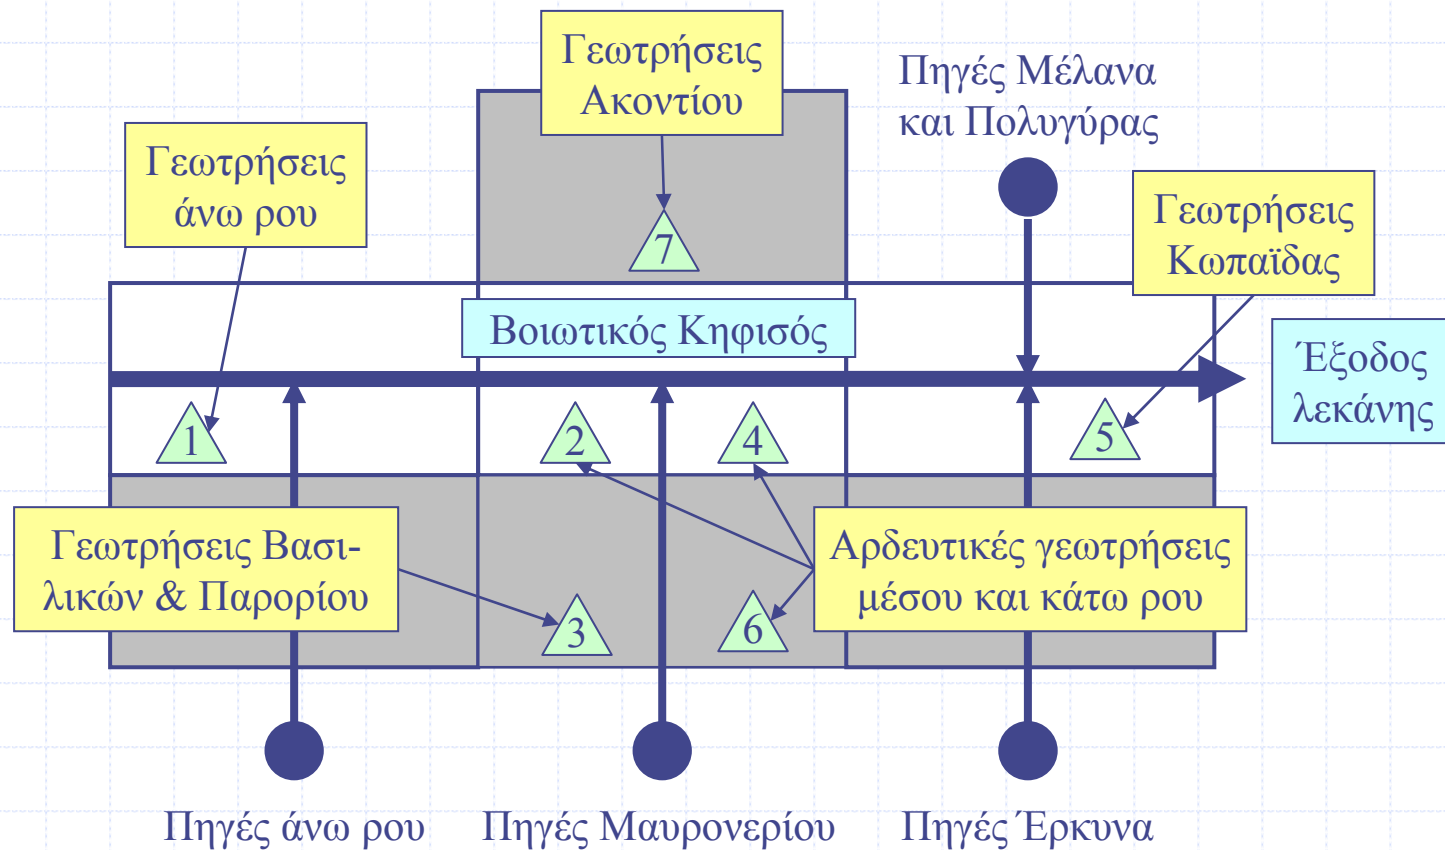 Γεωτρήσεις
Ακοντίου
Πηγές Μέλανα
και Πολυγύρας
Γεωτρήσεις
άνω ρου
Γεωτρήσεις
Κωπαϊδας
7
Βοιωτικός Κηφισός
Έξοδος
λεκάνης
1
2
4
5
Γεωτρήσεις Βασι-
λικών & Παρορίου
Αρδευτικές γεωτρήσεις
μέσου και κάτω ρου
3
6
Πηγές άνω ρου
Πηγές Μαυρονερίου
Πηγές Έρκυνα